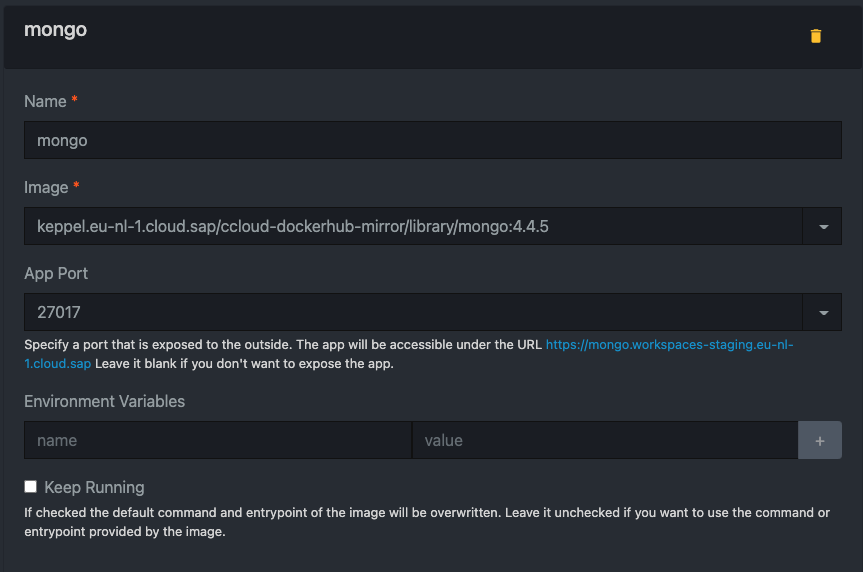 mongo
Name *
mongo
Image *
keppel.eu-nl-1.cloud.sap/ccloud-dockerhub-mirror/library/mongo:4.4.5
App Port
27017
Specify a port that is exposed to the outside. The app will be accessible under the URL https://mongo.workspaces-staging.eu-nl-
1.cloud.sap Leave it blank if you don't want to expose the app.
Environment Variables
name value +
Keep Running
If checked the default command and entrypoint of the image will be overwritten. Leave it unchecked if you want to use the command or
entrypoint provided by the image.